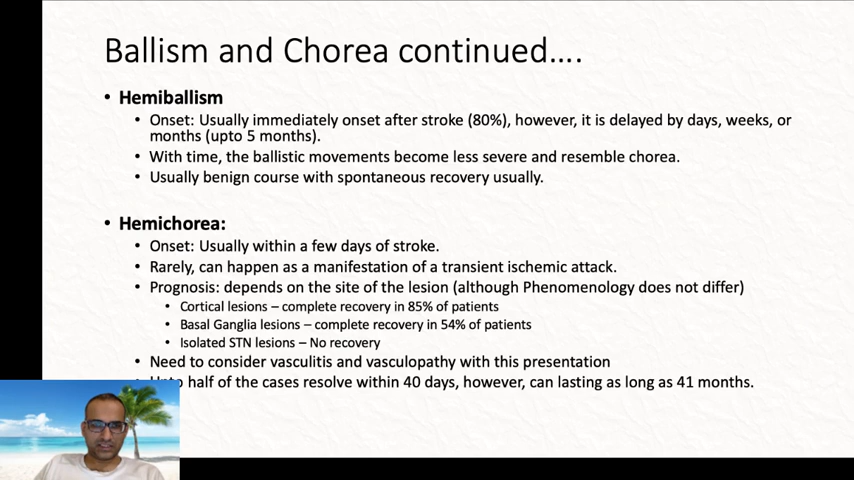 Ballism and Chorea continued....
• Hemiballism
• Onset: Usually immediately onset after stroke (80%), however, it is delayed by days, weeks, or
months (upto 5 months).
• With time, the ballistic movements become less severe and resemble chorea.
• Usually benign course with spontaneous recovery usually.
• Hemichorea:
• Onset: Usually within a few days of stroke.
• Rarely, can happen as a manifestation of a transient ischemic attack.
• Prognosis: depends on the site of the lesion (although Phenomenology does not differ)
• Cortical lesions – complete recovery in 85% of patients
• Basal Ganglia lesions – complete recovery in 54% of patients
• Isolated STN lesions – No recovery
• Need to consider vasculitis and vasculopathy with this presentation
half of the cases resolve within 40 days, however, can lasting as long as 41 months.